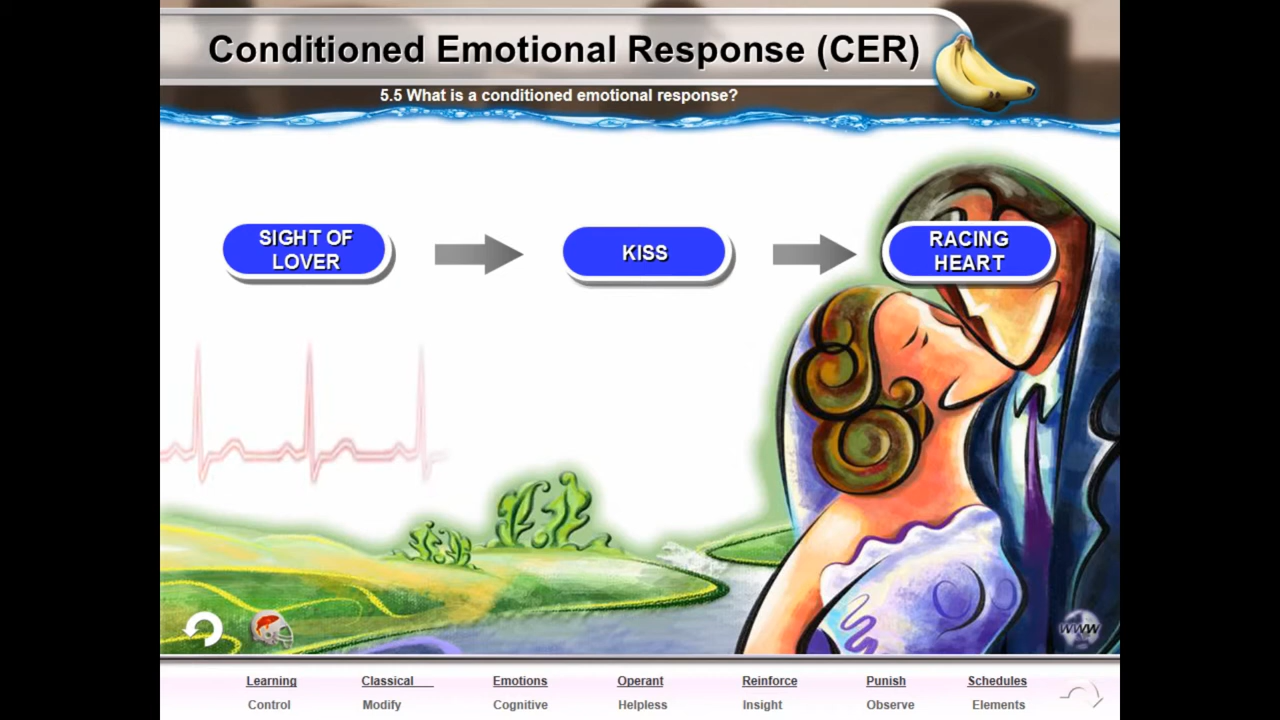 Conditioned Emotional Response (CER)
5.5 What is a conditioned emotional response?
SIGHT OF
LOVER
KISS
RACING
HEART
www
Learning Classical Emotions Operant Reinforce Punish Schedules
Control Modify Cognitive Helpless Insight Observe Elements